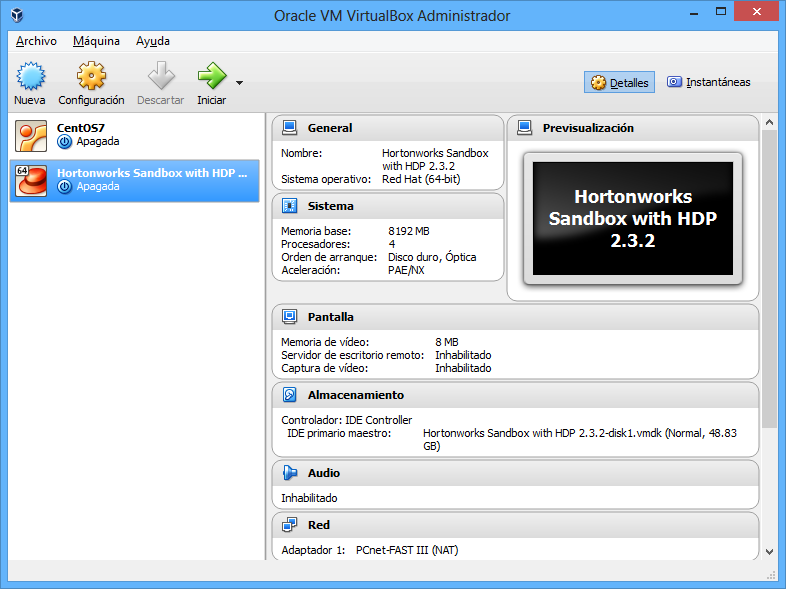 Oracle VM VirtualBox Administrador
Archivo Máquina Ayuda
Nueva Configuración Descartar Iniciar
Detalles Instantáneas
CentOS7
Apagada
64
Hortonworks Sandbox with HDP ...
Apagada
General
Nombre: Hortonworks Sandbox
with HDP 2.3.2
Sistema operativo: Red Hat (64-bit)
Sistema
Memoria base: 8192 MB
Procesadores: 4
Orden de arranque: Disco duro, Óptica
Aceleración: PAE/NX
Previsualización
Hortonworks
Sandbox with HDP
2.3.2
Pantalla
Memoria de vídeo: 8 MB
Servidor de escritorio remoto: Inhabilitado
Captura de vídeo: Inhabilitado
Almacenamiento
Controlador: IDE Controller
IDE primario maestro: Hortonworks Sandbox with HDP 2.3.2-disk1.vmdk (Normal, 48.83
GB)
Audio
Inhabilitado
Red
Adaptador 1: PCnet-FAST III (NAT)